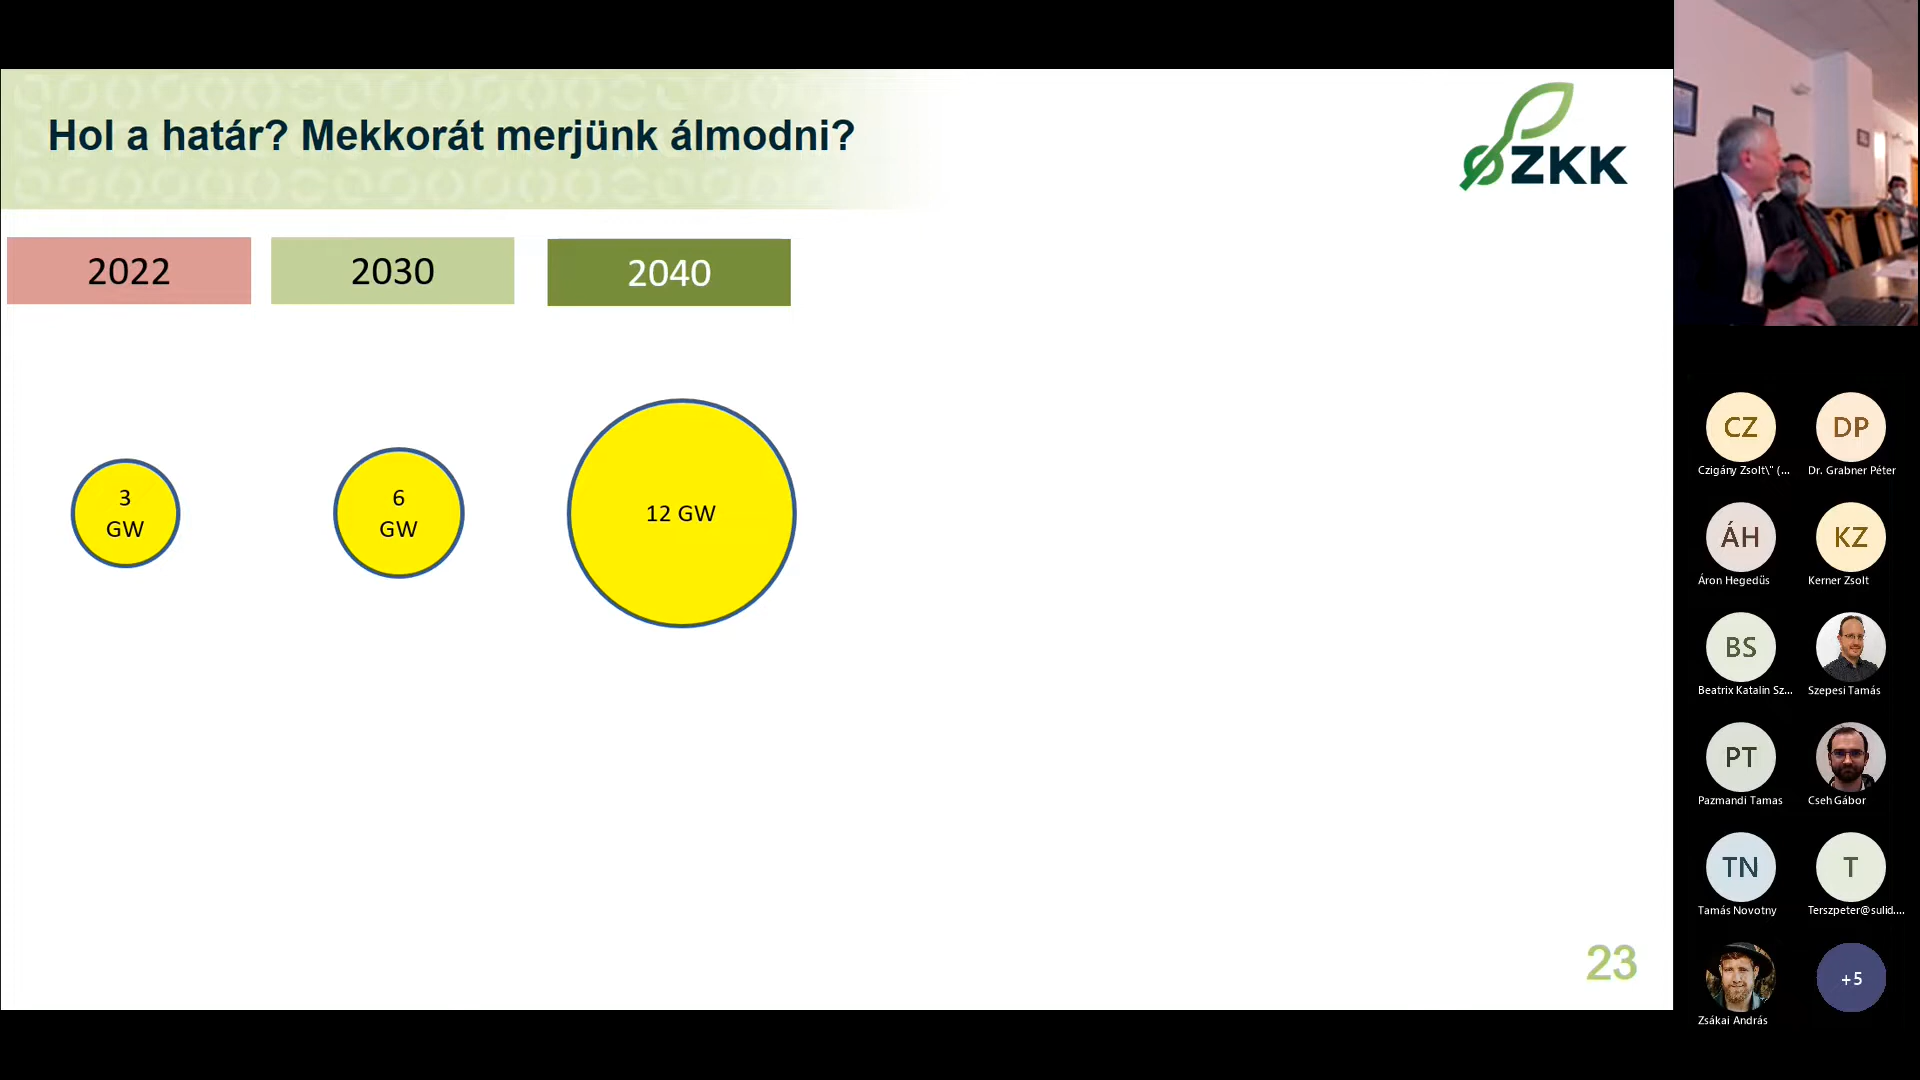 Hol a határ? Mekkorát merjünk álmodni?
ZKK
2022
2030
2040
3
GW
6
GW
12 GW
23
CZ
Czigány Zsolt\" (...
DP
Dr. Grabner Péter
ÁH
Áron Hegedűs
KZ
Kerner Zsolt
BS
Beatrix Katalin Sz...
Szepesi Tamás
PT
Pazmandi Tamas
Cseh Gábor
TN
Tamás Novotny
T
Terszpeter@sulid....
Zsákai András
+5